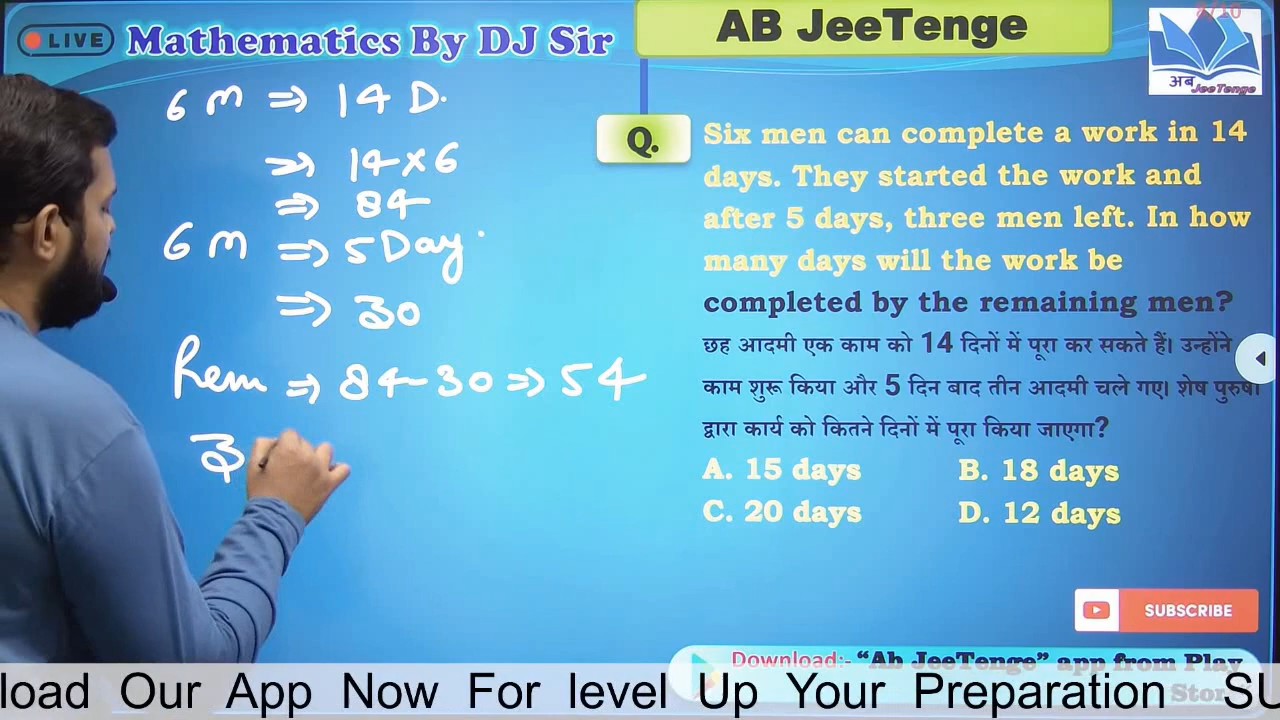 LIVE
Mathematics By DJ Sir
AB JeeTenge
9/10
अब
JeeTenge
6 m ⇒ 14 D.
⇒ 14×6
⇒ 84
6 m ⇒ 5 Day.
⇒ 30
Rem ⇒ 84-30 ⇒ 54
3
Q.
Six men can complete a work in 14
days. They started the work and
after 5 days, three men left. In how
many days will the work be
completed by the remaining men?
छह आदमी एक काम को 14 दिनों में पूरा कर सकते हैं। उन्होंने
काम शुरू किया और 5 दिन बाद तीन आदमी चले गए। शेष पुरुषों
द्वारा कार्य को कितने दिनों में पूरा किया जाएगा?
A. 15 days B. 18 days
C. 20 days D. 12 days
SUBSCRIBE
Download:- “Ab JeeTenge” app from Play
Stor
load Our App Now For level Up Your Preparation SU